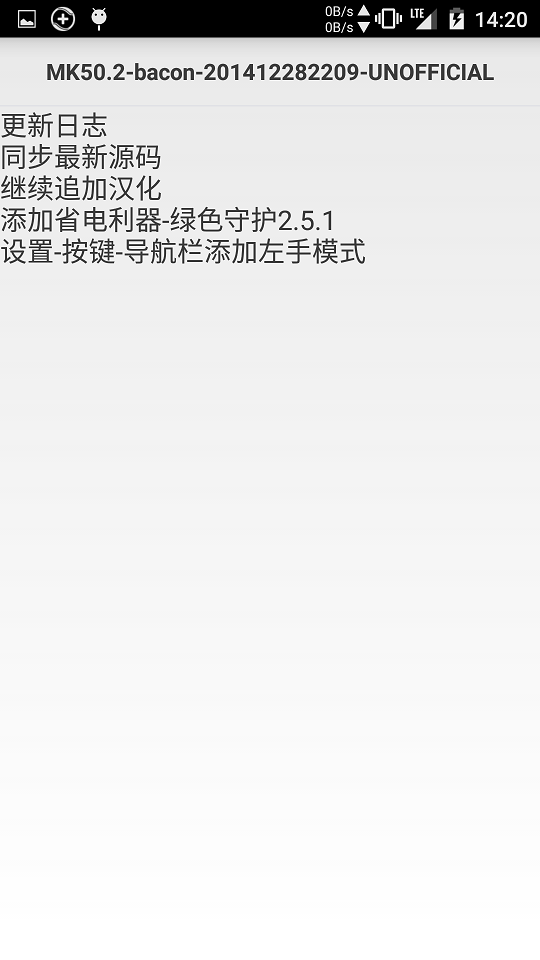 0B/s
0B/s
LTE
14:20
MK50.2-bacon-201412282209-UNOFFICIAL
更新日志
同步最新源码
继续追加汉化
添加省电利器-绿色守护2.5.1
设置-按键-导航栏添加左手模式